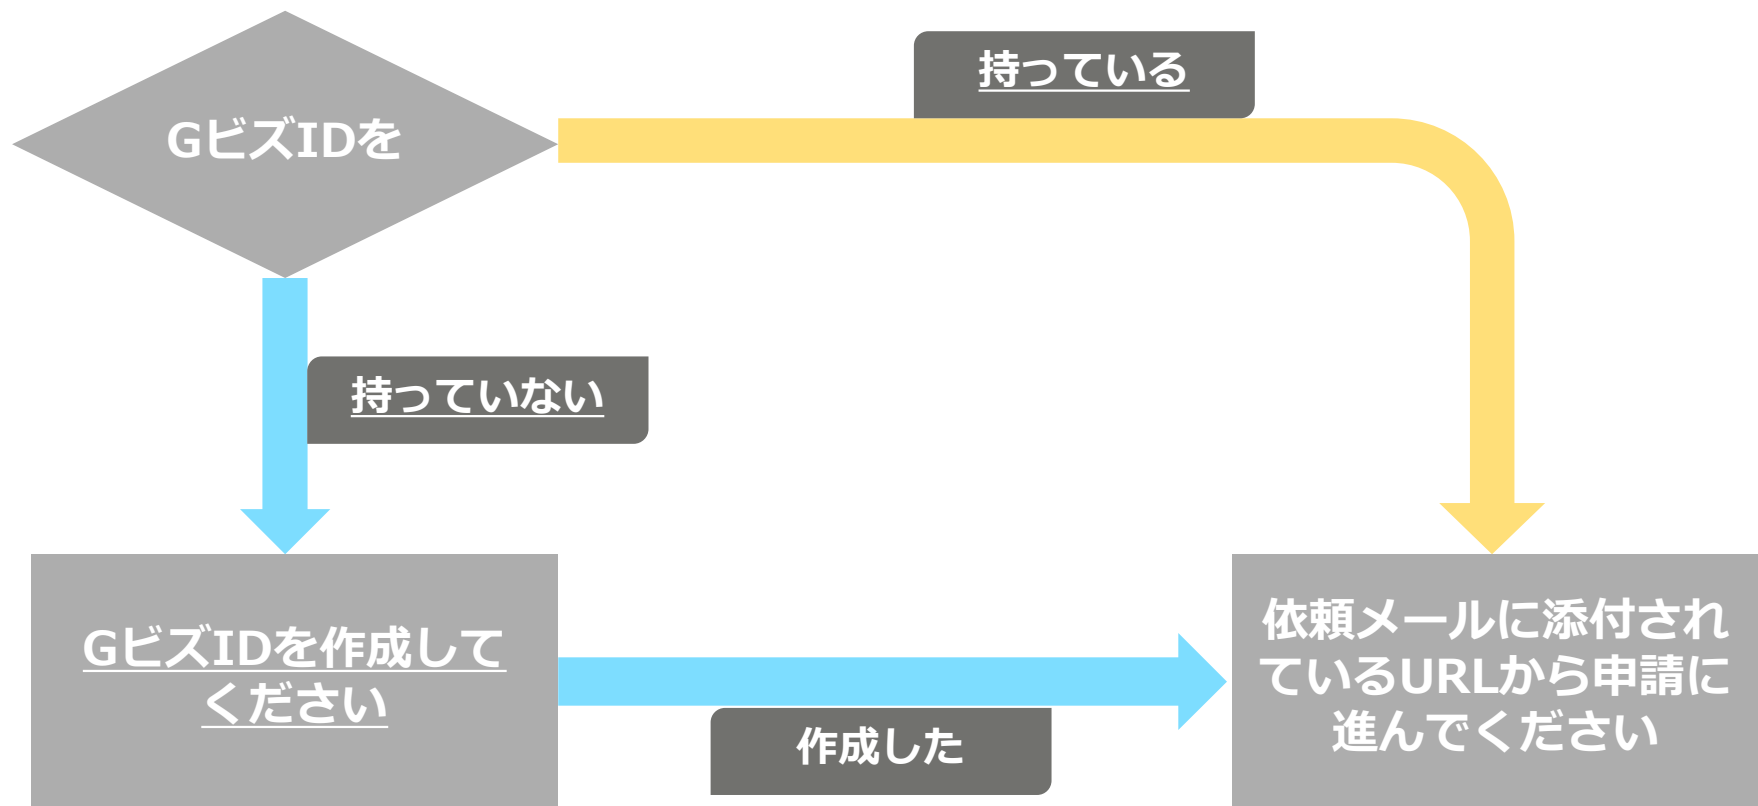 GビズIDを
持っている
持っていない
GビズIDを作成して
ください
作成した
依頼メールに添付され
ているURLから申請に
進んでください